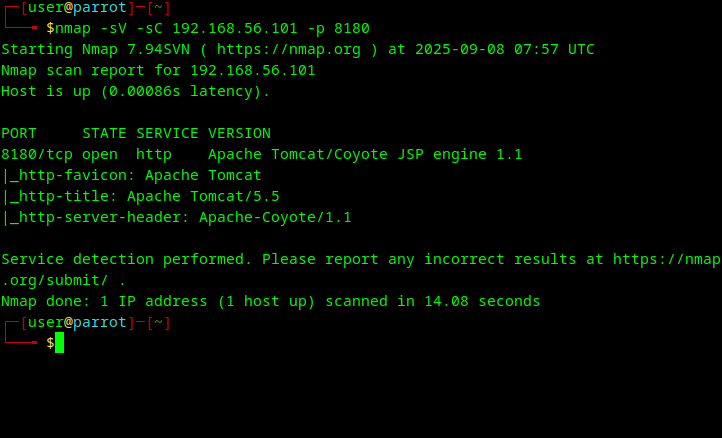 ┌─[user@parrot]─[~]
└──╼ $nmap -sV -sC 192.168.56.101 -p 8180
Starting Nmap 7.94SVN ( https://nmap.org ) at 2025-09-08 07:57 UTC
Nmap scan report for 192.168.56.101
Host is up (0.00086s latency).

PORT     STATE SERVICE VERSION
8180/tcp open  http    Apache Tomcat/Coyote JSP engine 1.1
|_http-favicon: Apache Tomcat
|_http-title: Apache Tomcat/5.5
|_http-server-header: Apache-Coyote/1.1

Service detection performed. Please report any incorrect results at https://nmap
.org/submit/ .
Nmap done: 1 IP address (1 host up) scanned in 14.08 seconds
┌─[user@parrot]─[~]
└──╼ $